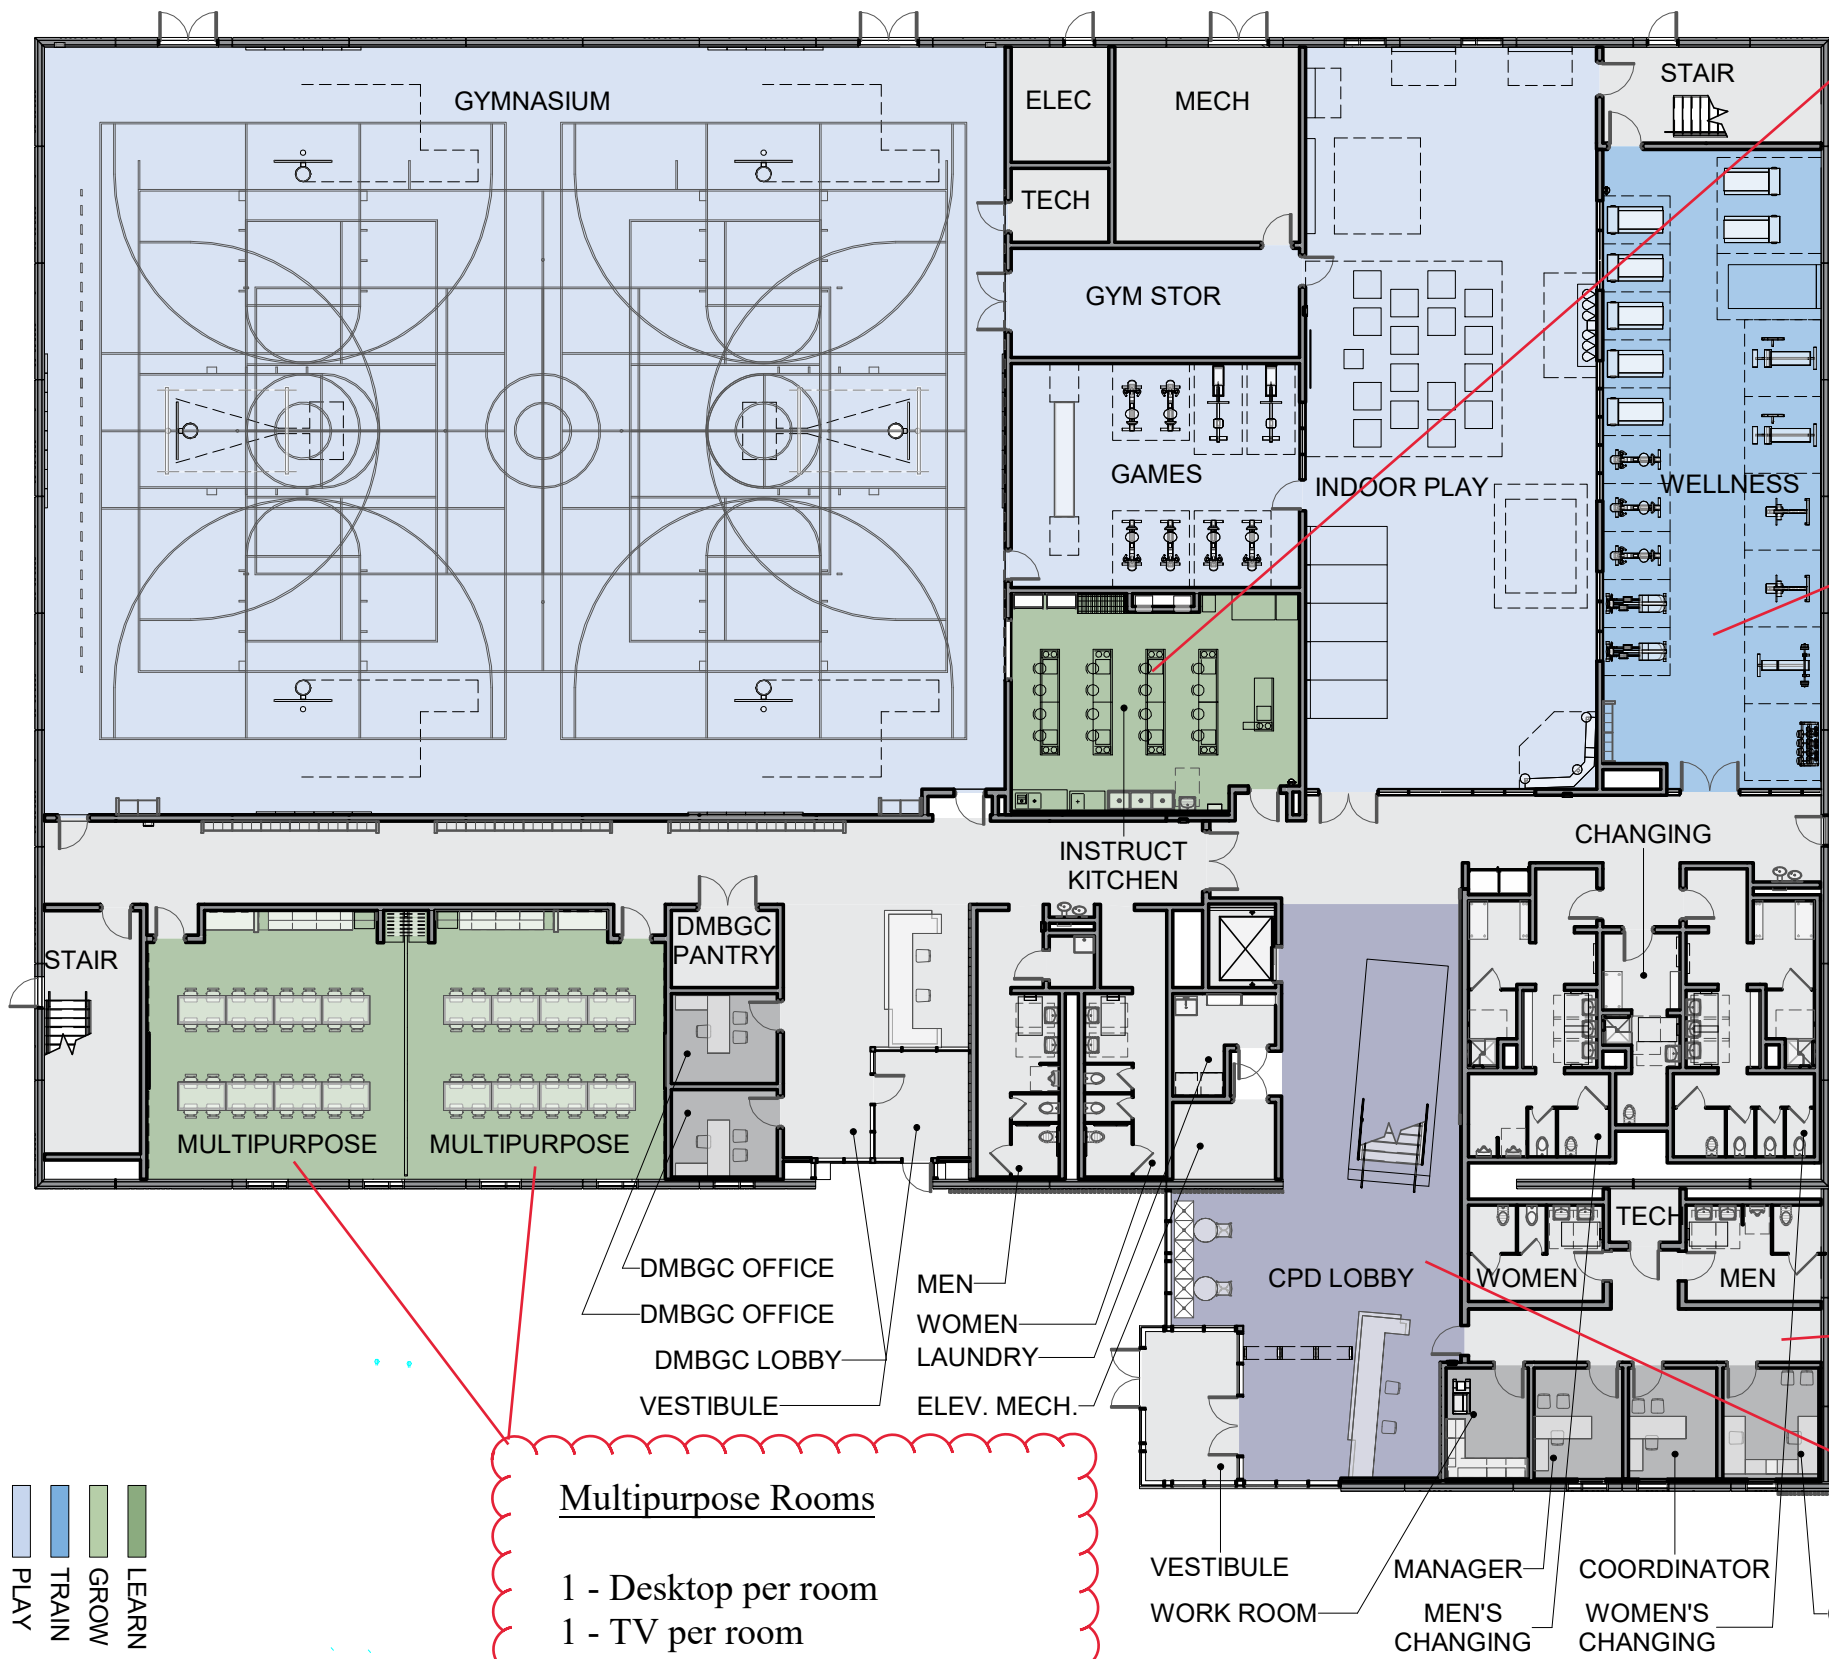 GYMNASIUM
ELEC
MECH
STAIR
TECH
GYM STOR
GAMES
INDOOR PLAY
WELLNESS
INSTRUCT
KITCHEN
CHANGING
STAIR
DMBGC
PANTRY
MULTIPURPOSE
MULTIPURPOSE
TECH
WOMEN
MEN
CPD LOBBY
DMBGC OFFICE
DMBGC OFFICE
DMBGC LOBBY
VESTIBULE
MEN
WOMEN
LAUNDRY
ELEV. MECH.
Multipurpose Rooms
1 - Desktop per room
1 - TV per room
VESTIBULE
WORK ROOM
MANAGER
MEN'S
CHANGING
COORDINATOR
WOMEN'S
CHANGING
PLAY
TRAIN
GROW
LEARN